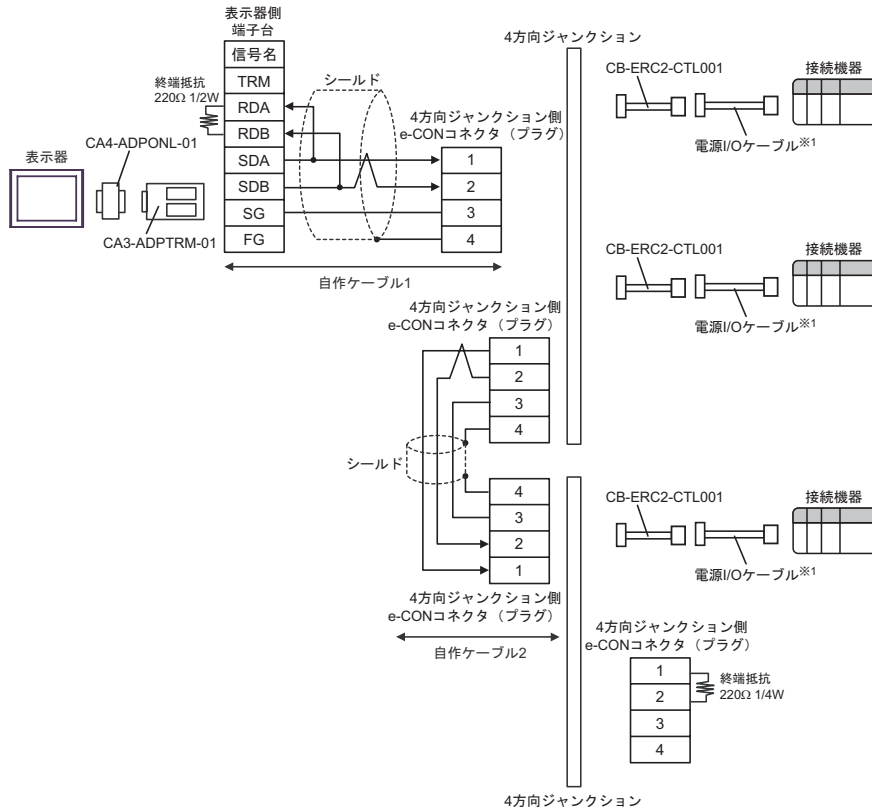 表示器側
端子台
信号名
TRM
RDA
RDB
SDA
SDB
SG
FG
終端抵抗
220Ω 1/2W
シールド
4方向ジャンクション側
e-CONコネクタ（プラグ）
1
2
3
4
表示器
CA4-ADPONL-01
CA3-ADPTRM-01
自作ケーブル1
4方向ジャンクション
CB-ERC2-CTL001
接続機器
電源I/Oケーブル※1
CB-ERC2-CTL001
接続機器
電源I/Oケーブル※1
4方向ジャンクション側
e-CONコネクタ（プラグ）
1
2
3
4
シールド
4
3
2
1
4方向ジャンクション側
e-CONコネクタ（プラグ）
自作ケーブル2
CB-ERC2-CTL001
接続機器
電源I/Oケーブル※1
4方向ジャンクション側
e-CONコネクタ（プラグ）
1
2
3
4
終端抵抗
220Ω 1/4W
4方向ジャンクション